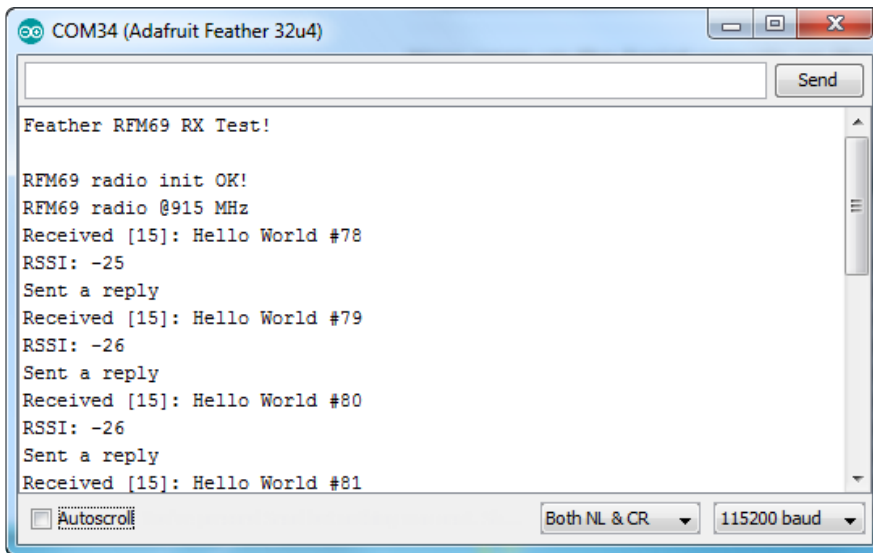 COM34 (Adafruit Feather 32u4)
Send
Feather RFM69 RX Test!
RFM69 radio init OK!
RFM69 radio @915 MHz
Received [15]: Hello World #78
RSSI: -25
Sent a reply
Received [15]: Hello World #79
RSSI: -26
Sent a reply
Received [15]: Hello World #80
RSSI: -26
Sent a reply
Received [15]: Hello World #81
Autoscroll Both NL & CR 115200 baud